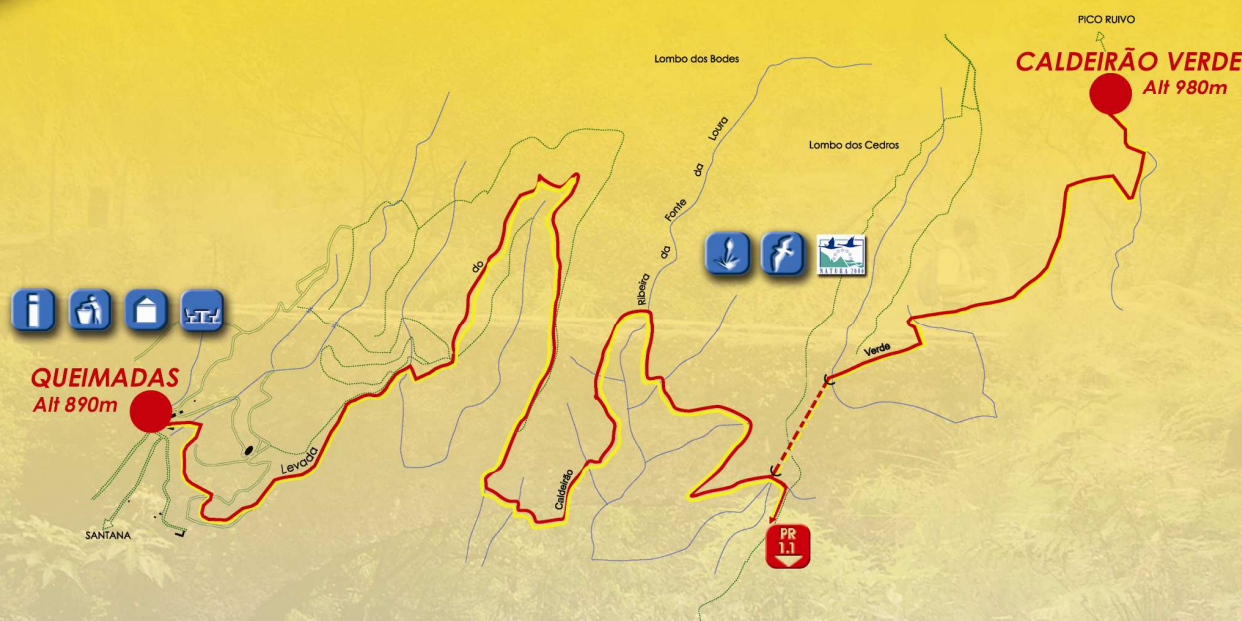 PICO RUIVO
CALDEIRÃO VERDE
Alt 980m
Lombo dos Bodes
Lombo dos Cedros
Ribeira da Fonte da Loura
NATURA 2000
QUEIMADAS
Alt 890m
Levada do Caldeirão Verde
SANTANA
PR
1.1